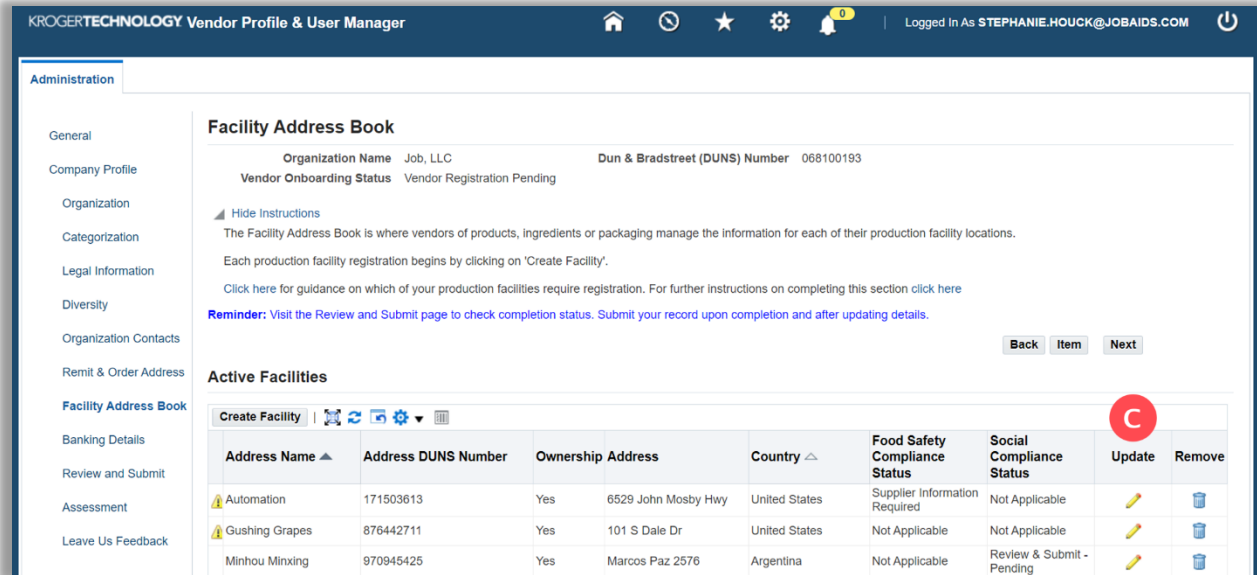 KROGERTECHNOLOGY Vendor Profile & User Manager
0
Logged In As STEPHANIE.HOUCK@JOBAIDS.COM
Administration
General
Company Profile
Organization
Categorization
Legal Information
Diversity
Organization Contacts
Remit & Order Address
Facility Address Book
Banking Details
Review and Submit
Assessment
Leave Us Feedback
Facility Address Book
Organization Name Job, LLC Dun & Bradstreet (DUNS) Number 068100193
Vendor Onboarding Status Vendor Registration Pending
Hide Instructions
The Facility Address Book is where vendors of products, ingredients or packaging manage the information for each of their production facility locations.
Each production facility registration begins by clicking on 'Create Facility'.
Click here for guidance on which of your production facilities require registration. For further instructions on completing this section click here
Reminder: Visit the Review and Submit page to check completion status. Submit your record upon completion and after updating details.
Back Item Next
Active Facilities
Create Facility
C
Address Name Address DUNS Number Ownership Address Country Food Safety Compliance Status Social Compliance Status Update Remove
Automation 171503613 Yes 6529 John Mosby Hwy United States Supplier Information Required Not Applicable
Gushing Grapes 876442711 Yes 101 S Dale Dr United States Not Applicable Not Applicable
Minhou Minxing 970945425 Yes Marcos Paz 2576 Argentina Not Applicable Review & Submit - Pending